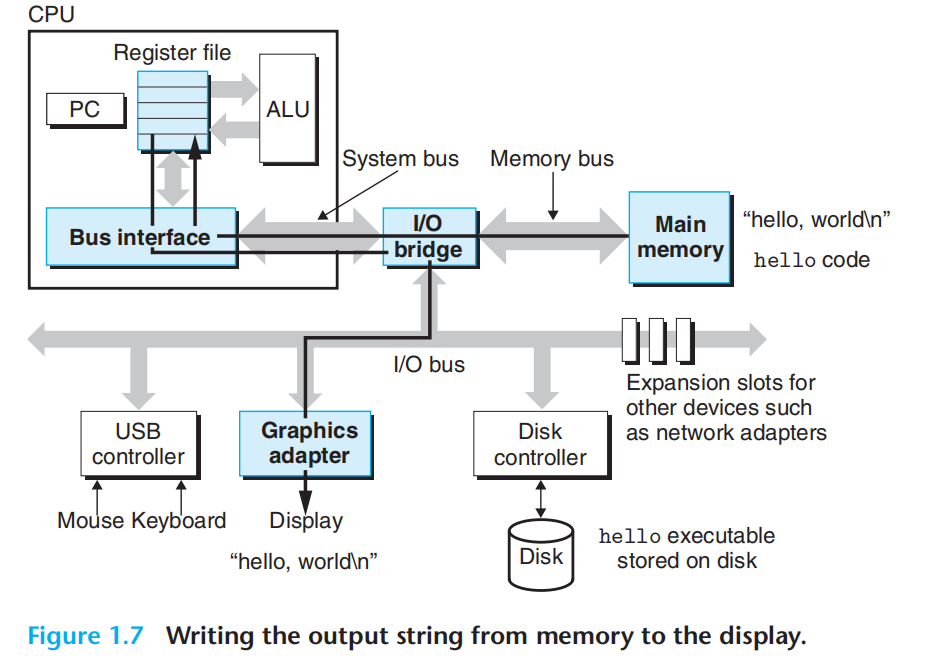 CPU
Register file
PC
ALU
System bus
Memory bus
Bus interface
I/O
bridge
Main
memory
“hello, world\n”
hello code
I/O bus
Expansion slots for
other devices such
as network adapters
USB
controller
Graphics
adapter
Disk
controller
Mouse Keyboard
Display
“hello, world\n”
Disk
hello executable
stored on disk
Figure 1.7 Writing the output string from memory to the display.